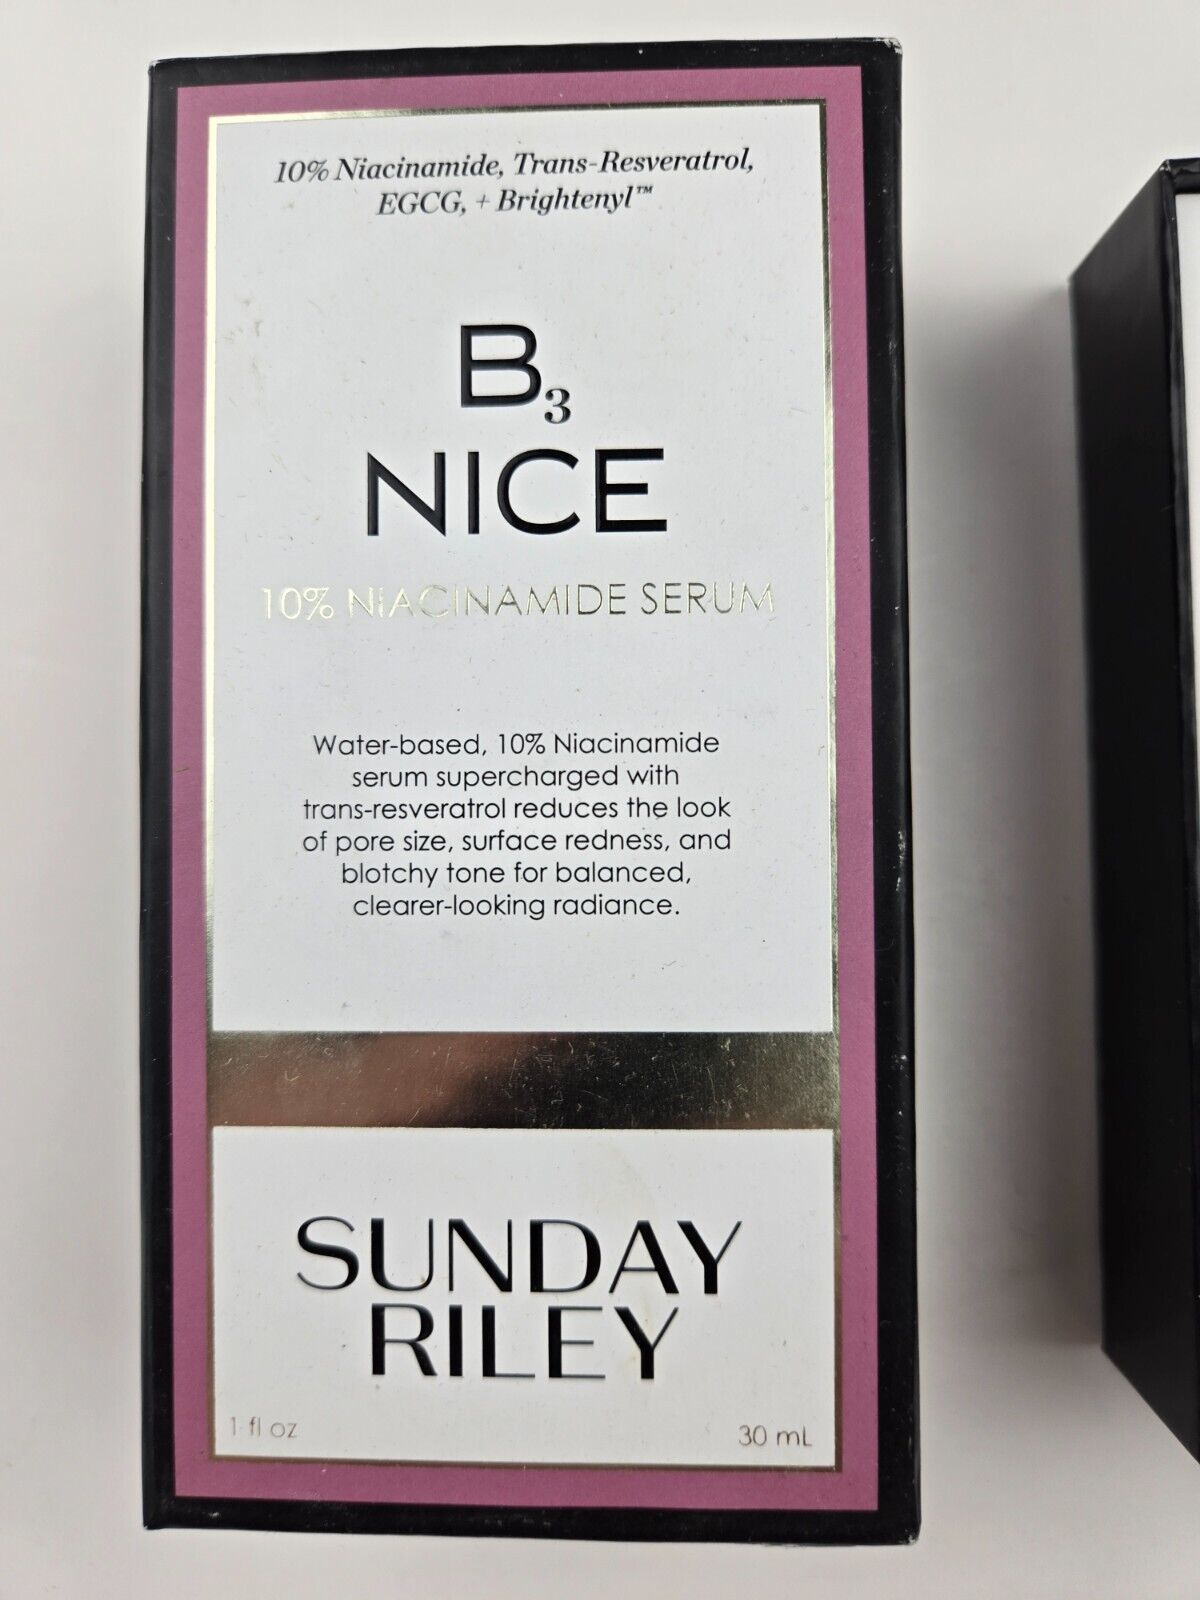 10% Niacinamide, Trans-Resveratrol,
EGCG, + Brightenyl™
B₃
NICE
10% NIACINAMIDE SERUM
Water-based, 10% Niacinamide
serum supercharged with
trans-resveratrol reduces the look
of pore size, surface redness, and
blotchy tone for balanced,
clearer-looking radiance.
SUNDAY
RILEY
1 fl oz
30 mL